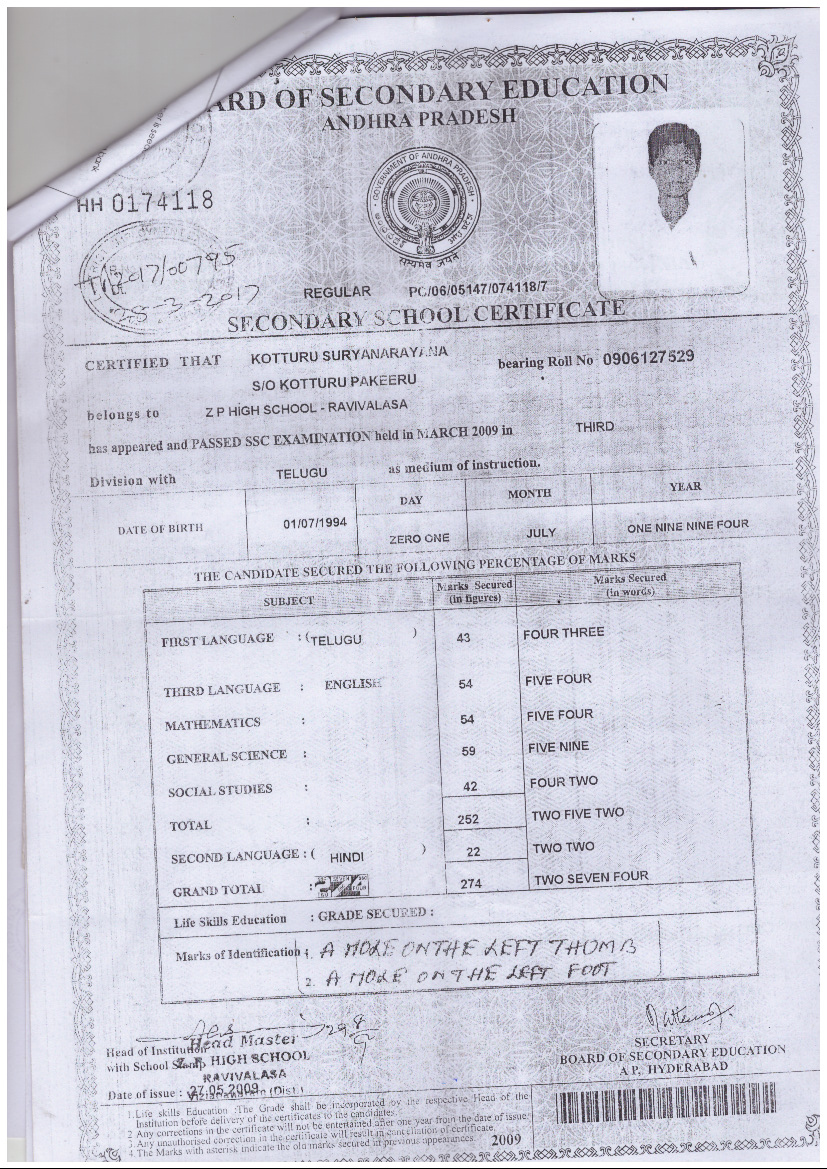 ARD OF SECONDARY EDUCATION
ANDHRA PRADESH
HH 0174118
GOVERNMENT OF ANDHRA PRADESH
सत्यमेव जयते
H/2017/00795
28-3-2017
REGULAR PC/06/05147/074118/7
SECONDARY SCHOOL CERTIFICATE
CERTIFIED THAT KOTTURU SURYANARAYANA bearing Roll No 0906127529
S/O KOTTURU PAKEERU
belongs to Z P HIGH SCHOOL - RAVIVALASA
has appeared and PASSED SSC EXAMINATION held in MARCH 2009 in THIRD
Division with TELUGU as medium of instruction.
DAY MONTH YEAR
DATE OF BIRTH 01/07/1994 ZERO ONE JULY ONE NINE NINE FOUR
THE CANDIDATE SECURED THE FOLLOWING PERCENTAGE OF MARKS
SUBJECT Marks Secured (in figures) Marks Secured (in words)
FIRST LANGUAGE : ( TELUGU ) 43 FOUR THREE
THIRD LANGUAGE : ENGLISH 54 FIVE FOUR
MATHEMATICS : 54 FIVE FOUR
GENERAL SCIENCE : 59 FIVE NINE
SOCIAL STUDIES : 42 FOUR TWO
TOTAL : 252 TWO FIVE TWO
SECOND LANGUAGE : ( HINDI ) 22 TWO TWO
GRAND TOTAL : 274 TWO SEVEN FOUR
Life Skills Education : GRADE SECURED :
Marks of Identification 1. A MOLE ON THE LEFT THOMB
2. A MOLE ON THE LEFT FOOT
Head Master
Head of Institution
with School Stamp HIGH SCHOOL
RAVIVALASA
Date of issue : 27.05.2009 (Dist.)
SECRETARY
BOARD OF SECONDARY EDUCATION
A.P., HYDERABAD
1.Life skills Education :The Grade shall be incorporated by the respective Head of the
Institution before delivery of the certificates to the candidates.
2 Any corrections in the certificate will not be entertained after one year from the date of issue.
3.Any unauthorised correction in the certificate will result in cancellation of certificate.
4.The Marks with asterisk indicate the old marks secured in previous appearances. 2009